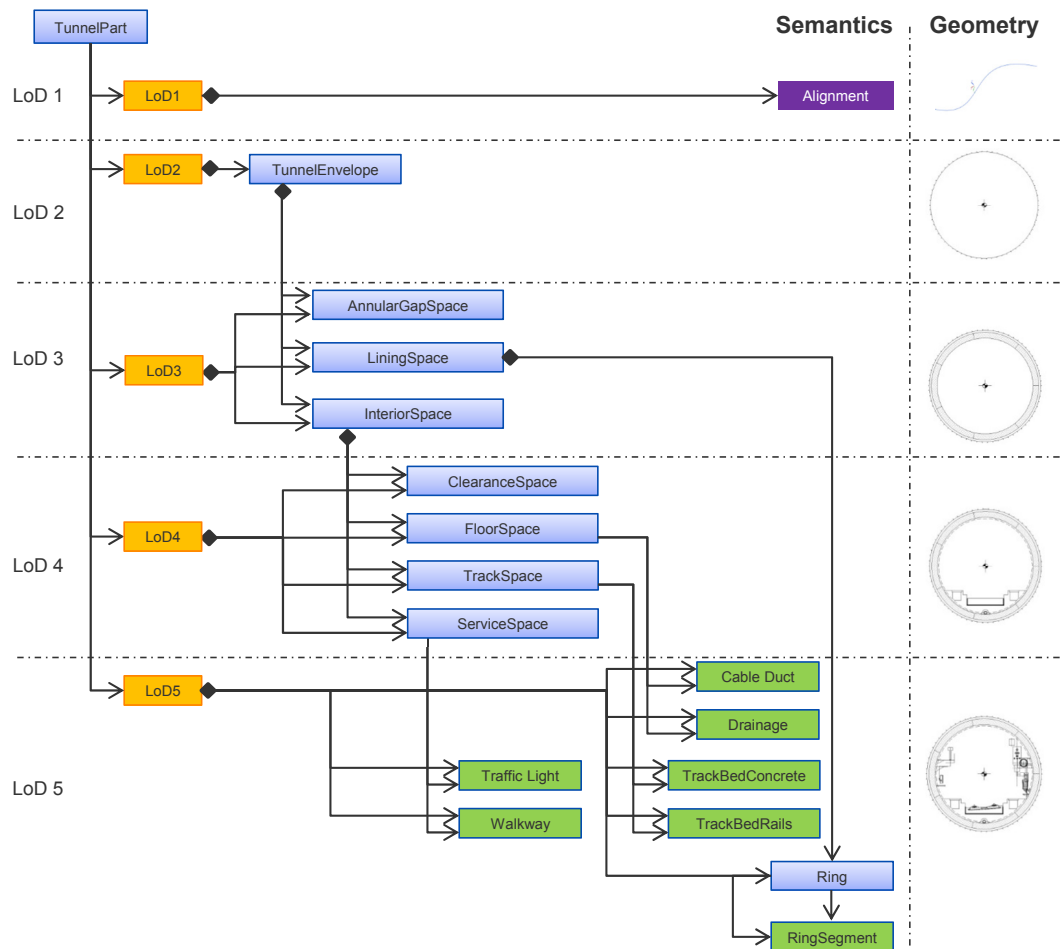 TunnelPart
Semantics
Geometry
LoD 1
LoD1
Alignment
LoD2
TunnelEnvelope
LoD 2
AnnularGapSpace
LoD 3
LiningSpace
LoD3
InteriorSpace
ClearanceSpace
FloorSpace
LoD4
LoD 4
TrackSpace
ServiceSpace
Cable Duct
LoD5
Drainage
Traffic Light
TrackBedConcrete
LoD 5
Walkway
TrackBedRails
Ring
RingSegment